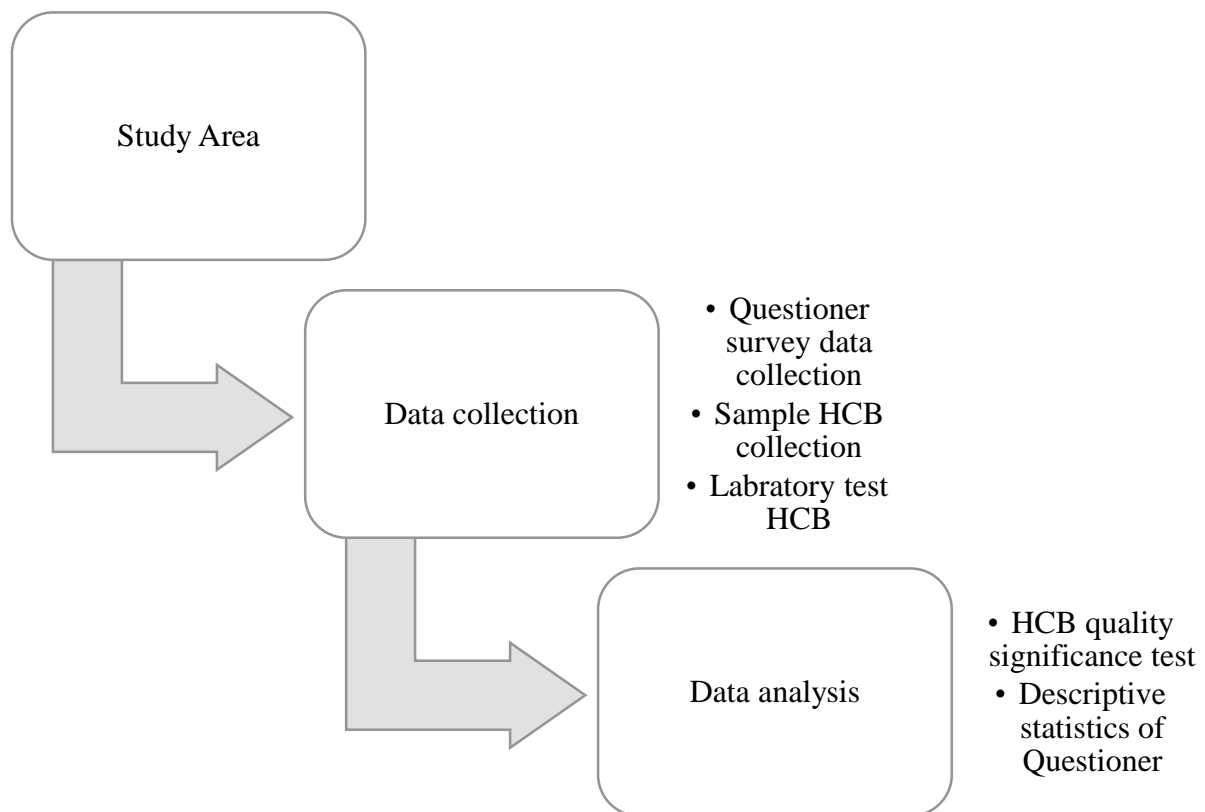 Study Area
Data collection
• Questioner
survey data
collection
• Sample HCB
collection
• Labratory test
HCB
Data analysis
• HCB quality
significance test
• Descriptive
statistics of
Questioner